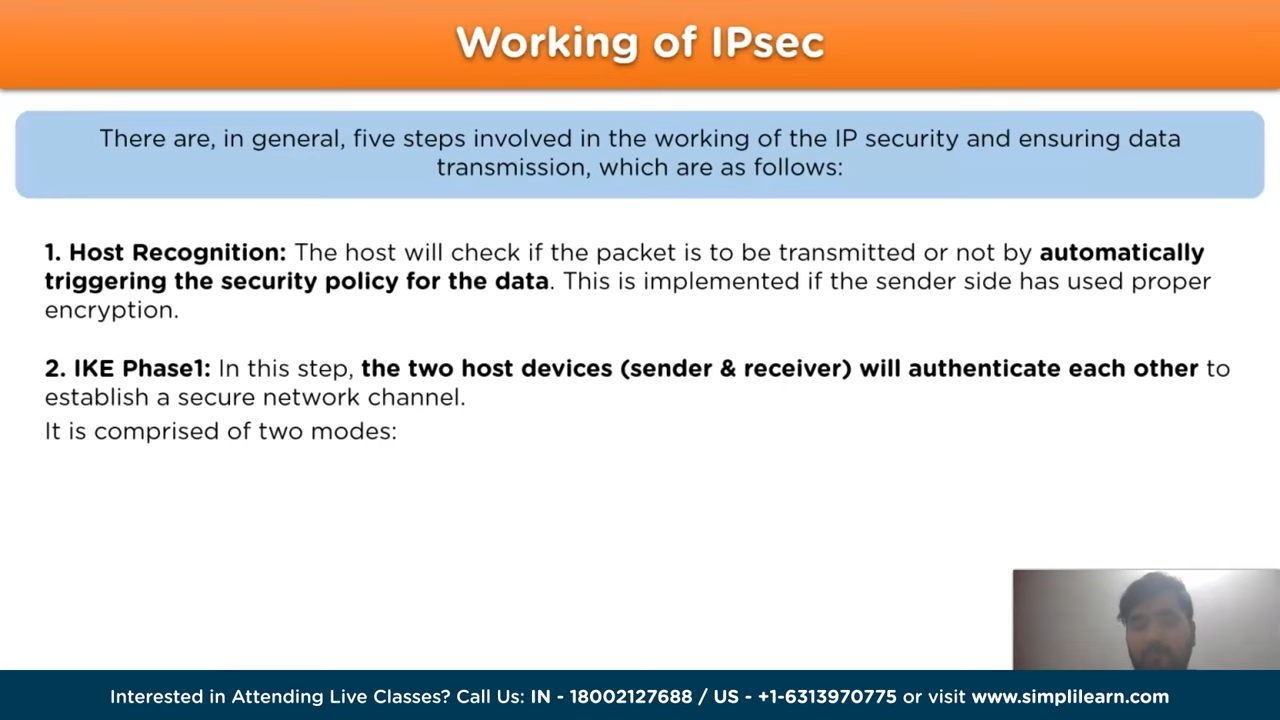 Working of IPsec
There are, in general, five steps involved in the working of the IP security and ensuring data
transmission, which are as follows:
1. Host Recognition: The host will check if the packet is to be transmitted or not by automatically
triggering the security policy for the data. This is implemented if the sender side has used proper
encryption.
2. IKE Phase1: In this step, the two host devices (sender & receiver) will authenticate each other to
establish a secure network channel.
It is comprised of two modes:
Interested in Attending Live Classes? Call Us: IN - 18002127688 / US - +1-6313970775 or visit www.simplilearn.com